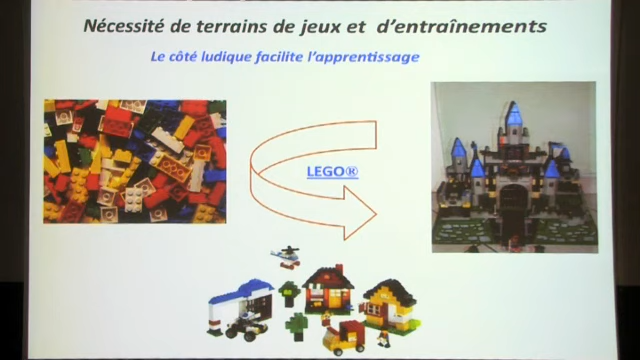 Nécessité de terrains de jeux et d’entraînements
Le côté ludique facilite l’apprentissage
LEGO®